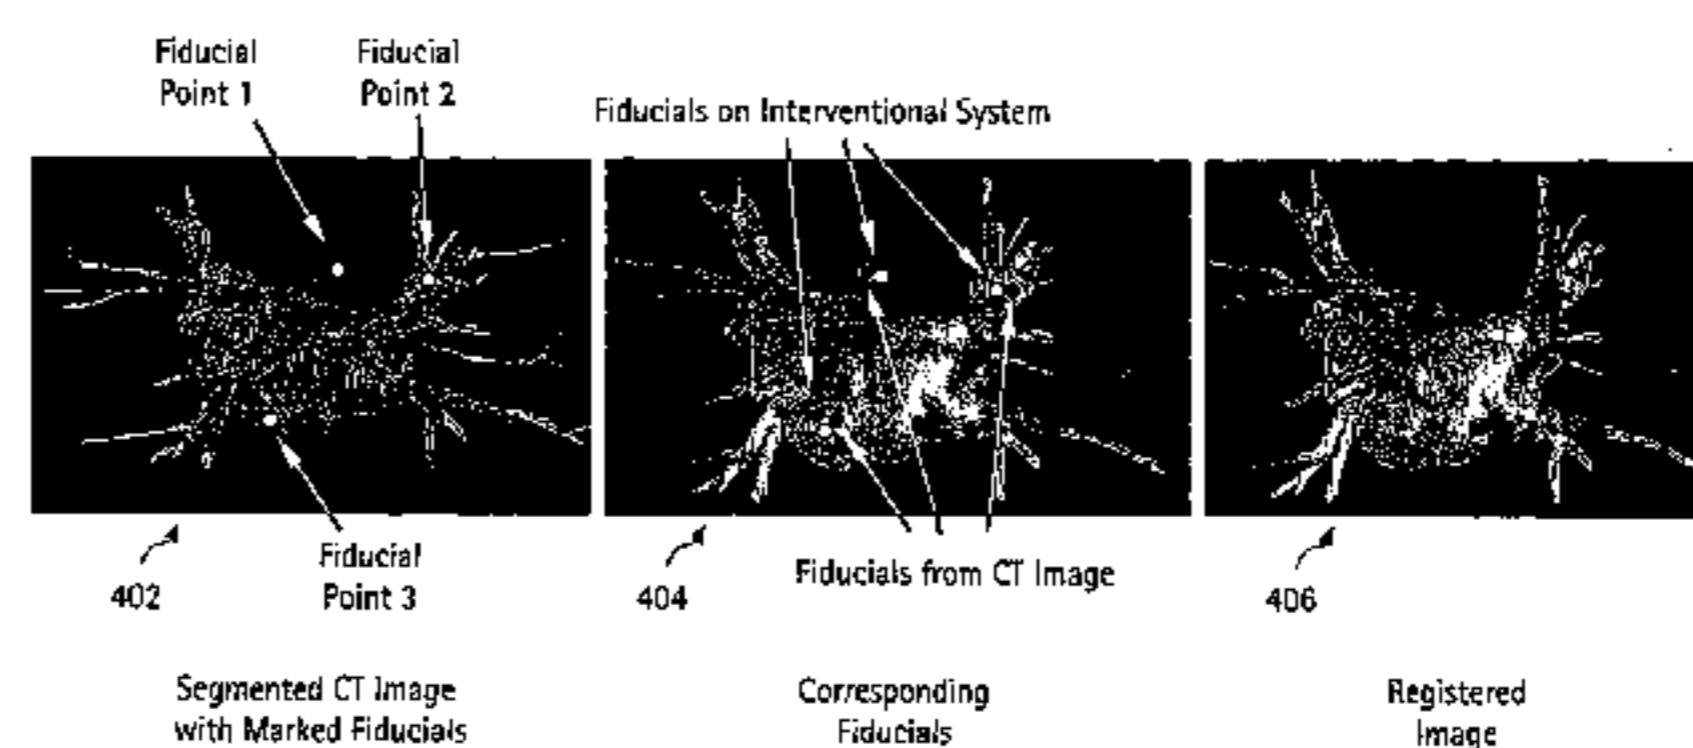 Fiducial
Point 1
Fiducial
Point 2
Fiducials on Interventional System
402
Fiducial
Point 3
404
Fiducials from CT Image
406
Segmented CT Image
with Marked Fiducials
Corresponding
Fiducials
Registered
Image